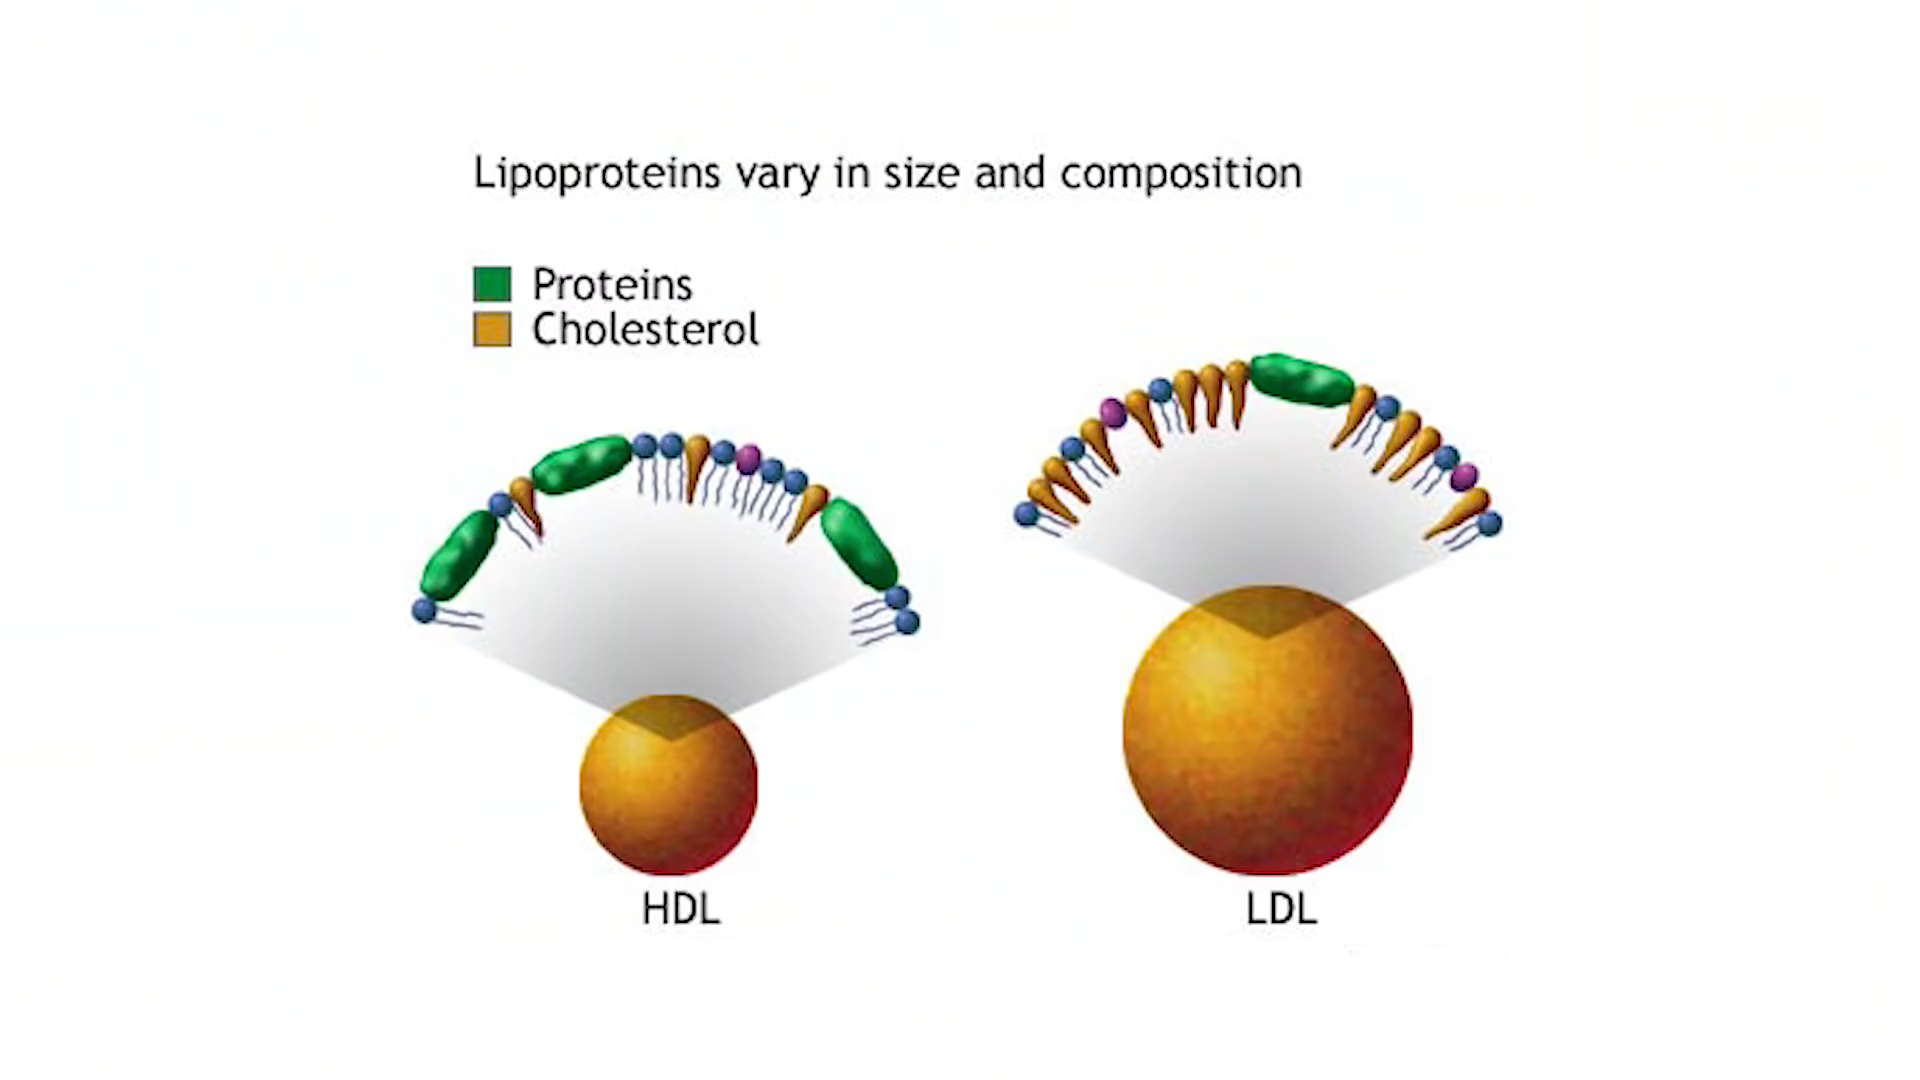 Lipoproteins vary in size and composition
Proteins
Cholesterol
HDL
LDL